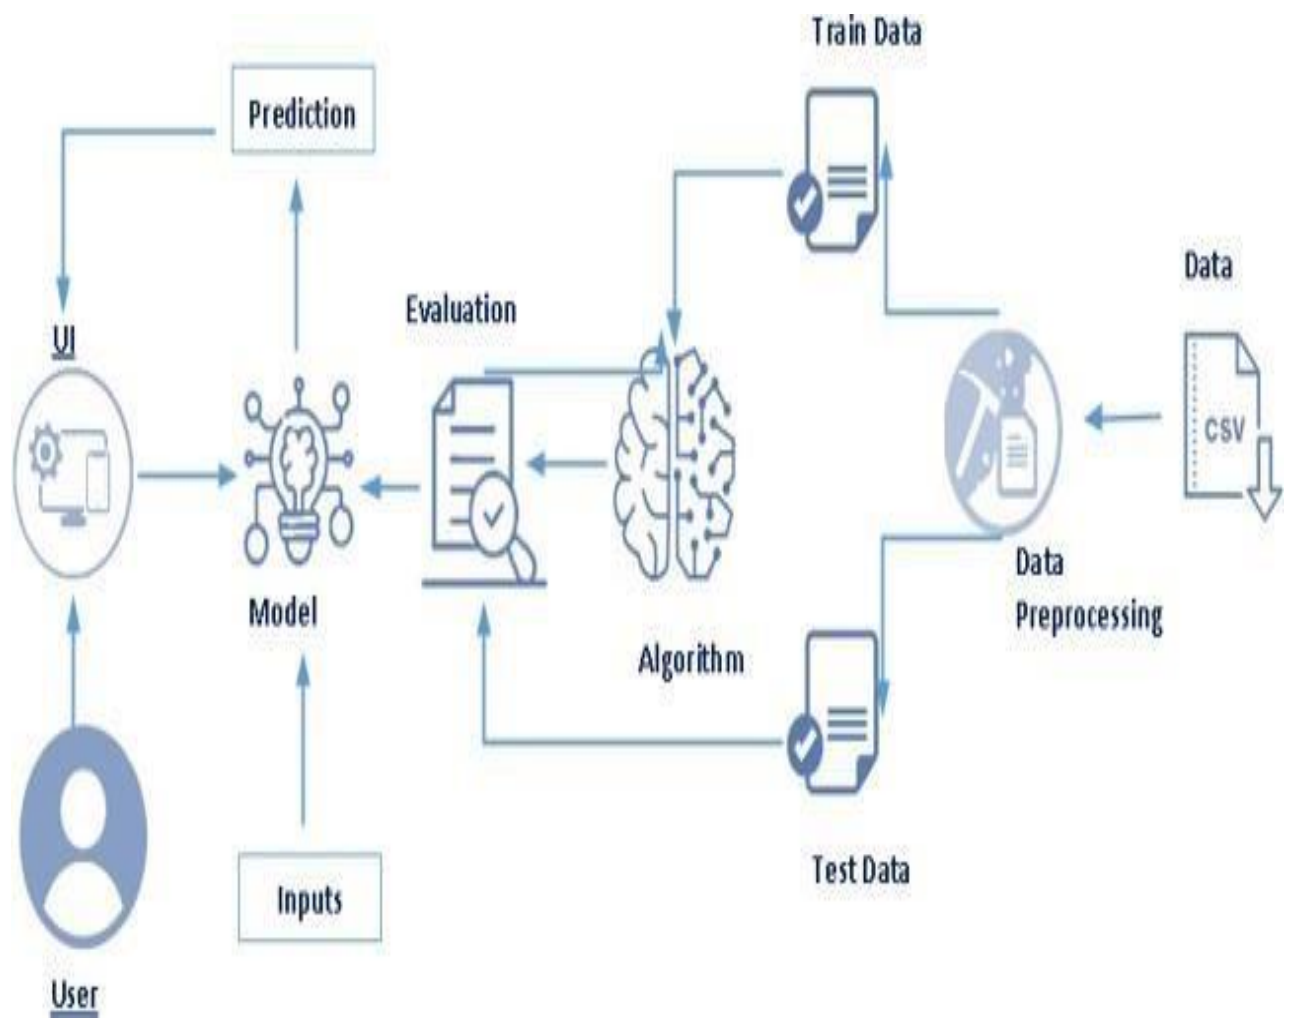 Train Data
Prediction
Data
Evaluation
UI
CSV
Data
Preprocessing
Model
Algorithm
Test Data
Inputs
User